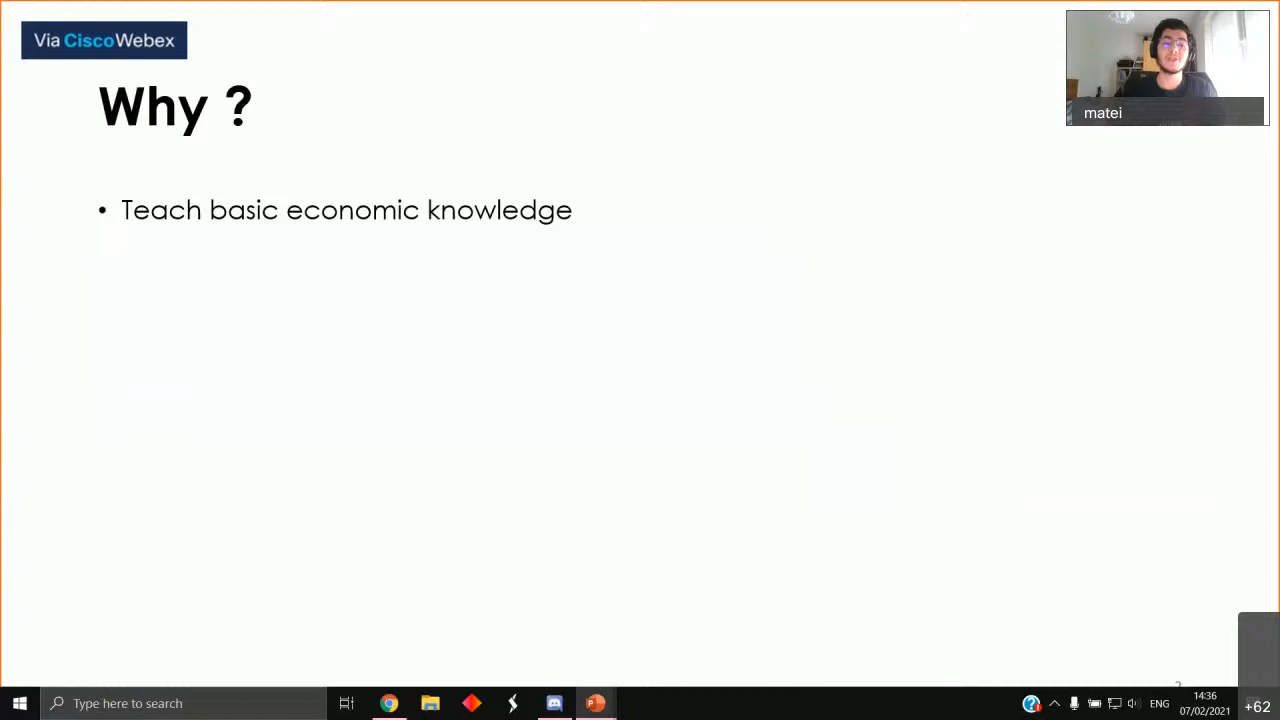 Via CiscoWebex
matei
Why ?
• Teach basic economic knowledge
Type here to search
ENG
14:36
07/02/2021
+62